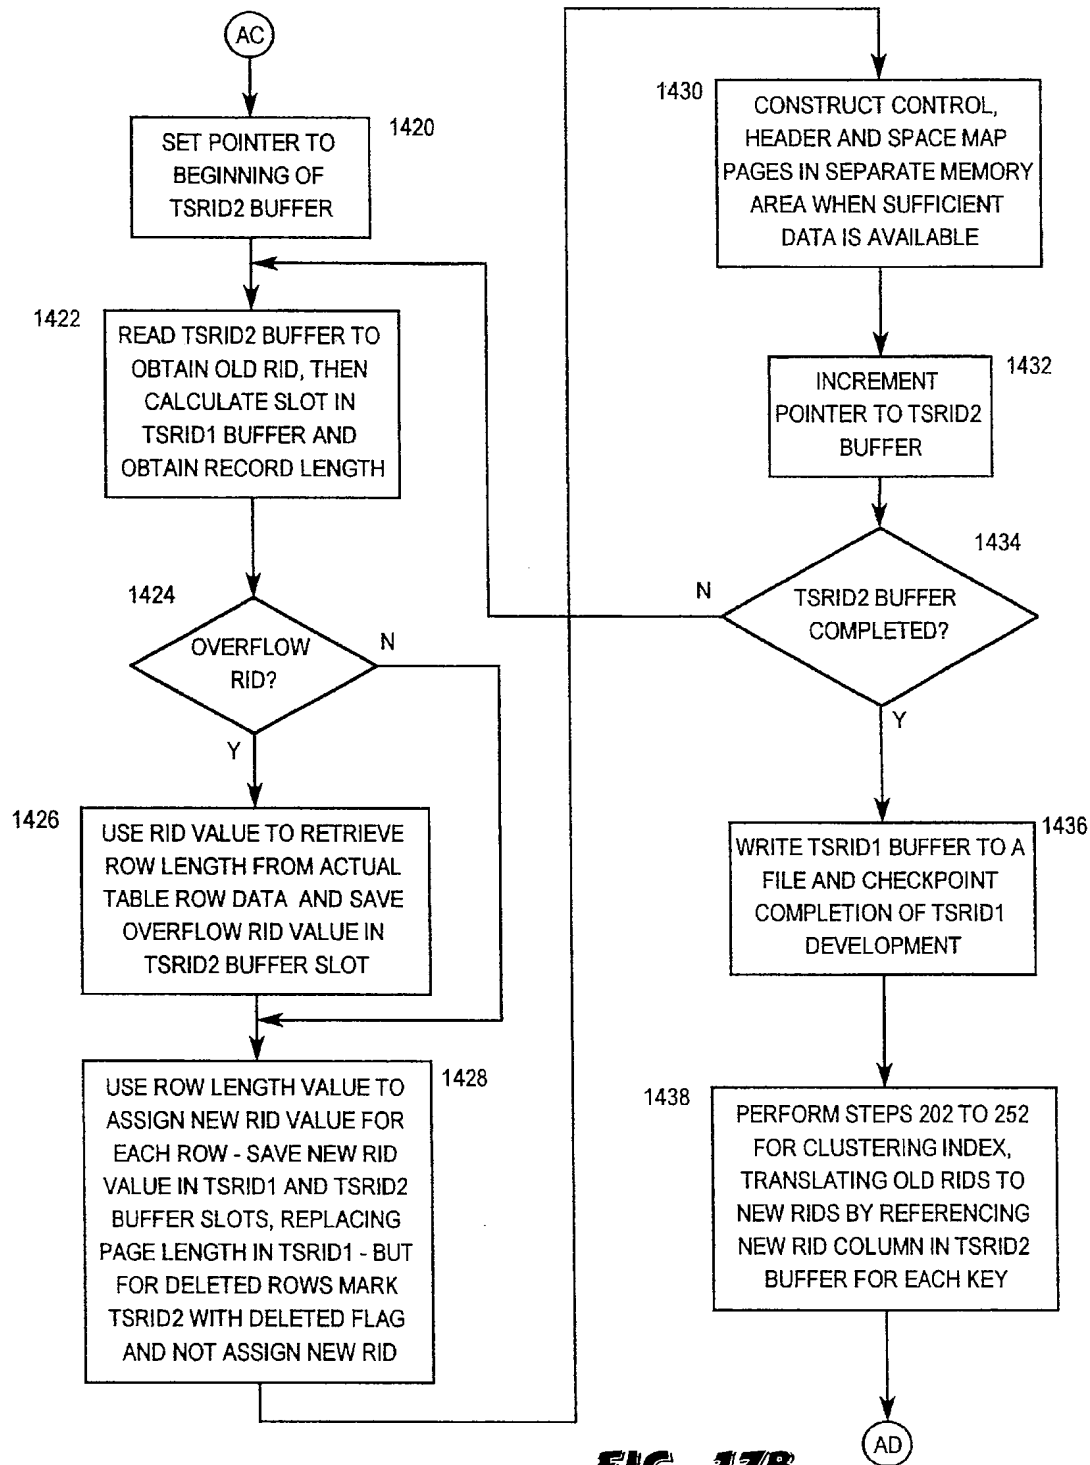 AC
1420
SET POINTER TO
BEGINNING OF
TSRID2 BUFFER
1422
READ TSRID2 BUFFER TO
OBTAIN OLD RID, THEN
CALCULATE SLOT IN
TSRID1 BUFFER AND
OBTAIN RECORD LENGTH
1424
OVERFLOW
RID?
N
Y
1426
USE RID VALUE TO RETRIEVE
ROW LENGTH FROM ACTUAL
TABLE ROW DATA AND SAVE
OVERFLOW RID VALUE IN
TSRID2 BUFFER SLOT
1428
USE ROW LENGTH VALUE TO
ASSIGN NEW RID VALUE FOR
EACH ROW - SAVE NEW RID
VALUE IN TSRID1 AND TSRID2
BUFFER SLOTS, REPLACING
PAGE LENGTH IN TSRID1 - BUT
FOR DELETED ROWS MARK
TSRID2 WITH DELETED FLAG
AND NOT ASSIGN NEW RID
1430
CONSTRUCT CONTROL,
HEADER AND SPACE MAP
PAGES IN SEPARATE MEMORY
AREA WHEN SUFFICIENT
DATA IS AVAILABLE
1432
INCREMENT
POINTER TO TSRID2
BUFFER
1434
TSRID2 BUFFER
COMPLETED?
N
Y
1436
WRITE TSRID1 BUFFER TO A
FILE AND CHECKPOINT
COMPLETION OF TSRID1
DEVELOPMENT
1438
PERFORM STEPS 202 TO 252
FOR CLUSTERING INDEX,
TRANSLATING OLD RIDS TO
NEW RIDS BY REFERENCING
NEW RID COLUMN IN TSRID2
BUFFER FOR EACH KEY
AD
FIG. 17B